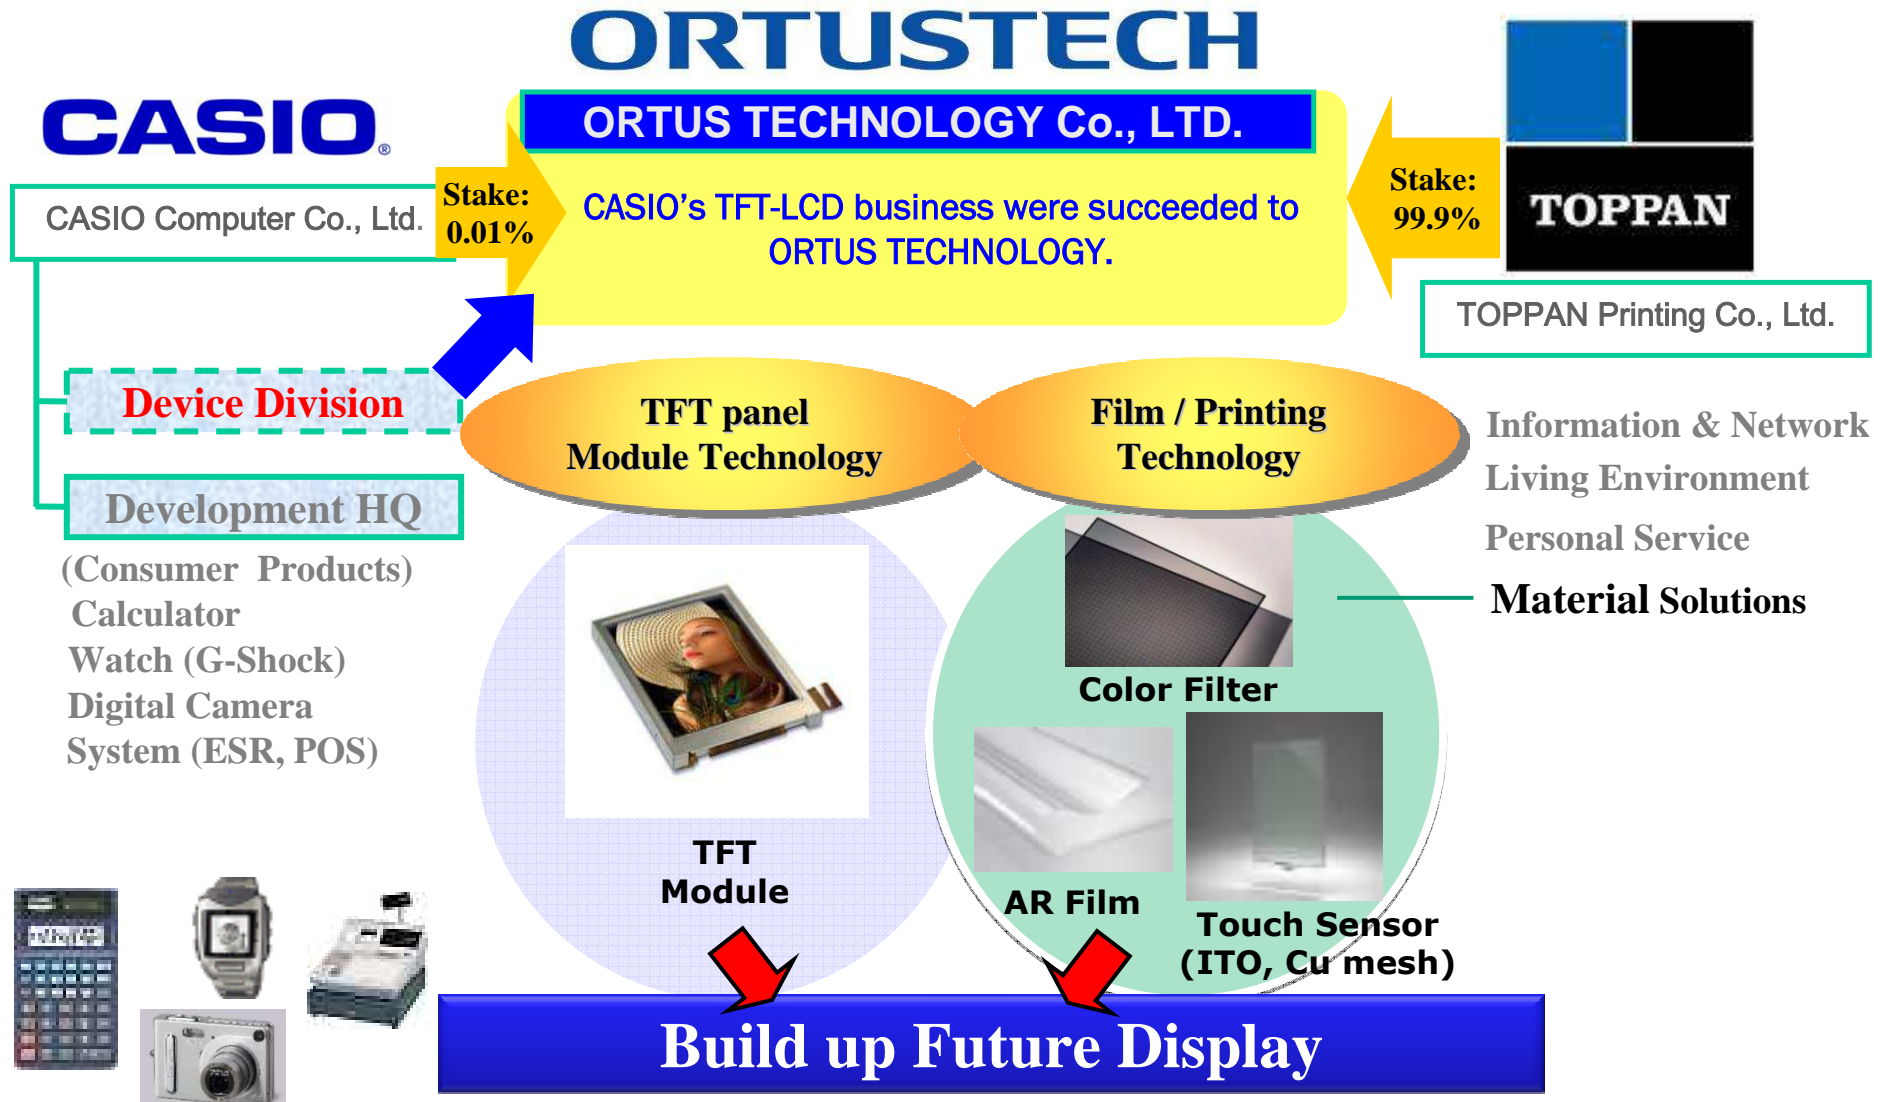 ORTUSTECH
CASIO®
ORTUS TECHNOLOGY Co., LTD.
CASIO Computer Co., Ltd.
Stake:
0.01%
CASIO's TFT-LCD business were succeeded to
ORTUS TECHNOLOGY.
Stake:
99.9%
TOPPAN
TOPPAN Printing Co., Ltd.
Device Division
Development HQ
(Consumer Products)
Calculator
Watch (G-Shock)
Digital Camera
System (ESR, POS)
TFT panel
Module Technology
Film / Printing
Technology
Information & Network
Living Environment
Personal Service
Material Solutions
Color Filter
TFT
Module
AR Film
Touch Sensor
(ITO, Cu mesh)
Build up Future Display